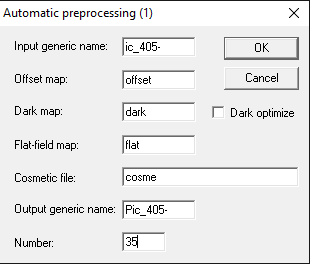 Automatic preprocessing (1)
Input generic name: ic_405- OK
Offset map: offset Cancel
Dark map: dark Dark optimize
Flat-field map: flat
Cosmetic file: cosme
Output generic name: Pic_405-
Number: 35